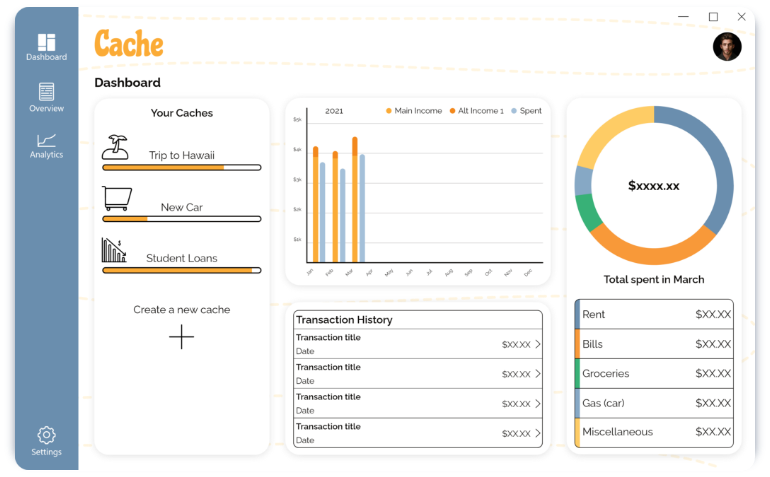 Cache
Dashboard
Overview
Analytics
Settings
Dashboard
Your Caches
Trip to Hawaii
New Car
Student Loans
Create a new cache
2021
Main Income
Alt Income 1
Spent
$5k
$4k
$3k
$2k
$1k
Jan Feb Mar Apr May Jun Jul Aug Sep Oct Nov Dec
Transaction History
Transaction title
Date
$XX.XX
Transaction title
Date
$XX.XX
Transaction title
Date
$XX.XX
Transaction title
Date
$XX.XX
$xxxx.xx
Total spent in March
Rent $XX.XX
Bills $XX.XX
Groceries $XX.XX
Gas (car) $XX.XX
Miscellaneous $XX.XX